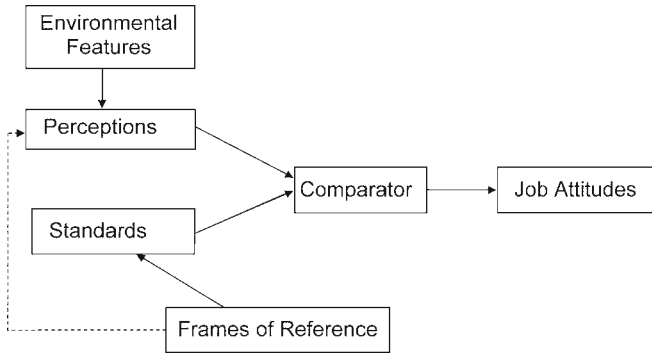 Environmental
Features
Perceptions
Comparator
Job Attitudes
Standards
Frames of Reference